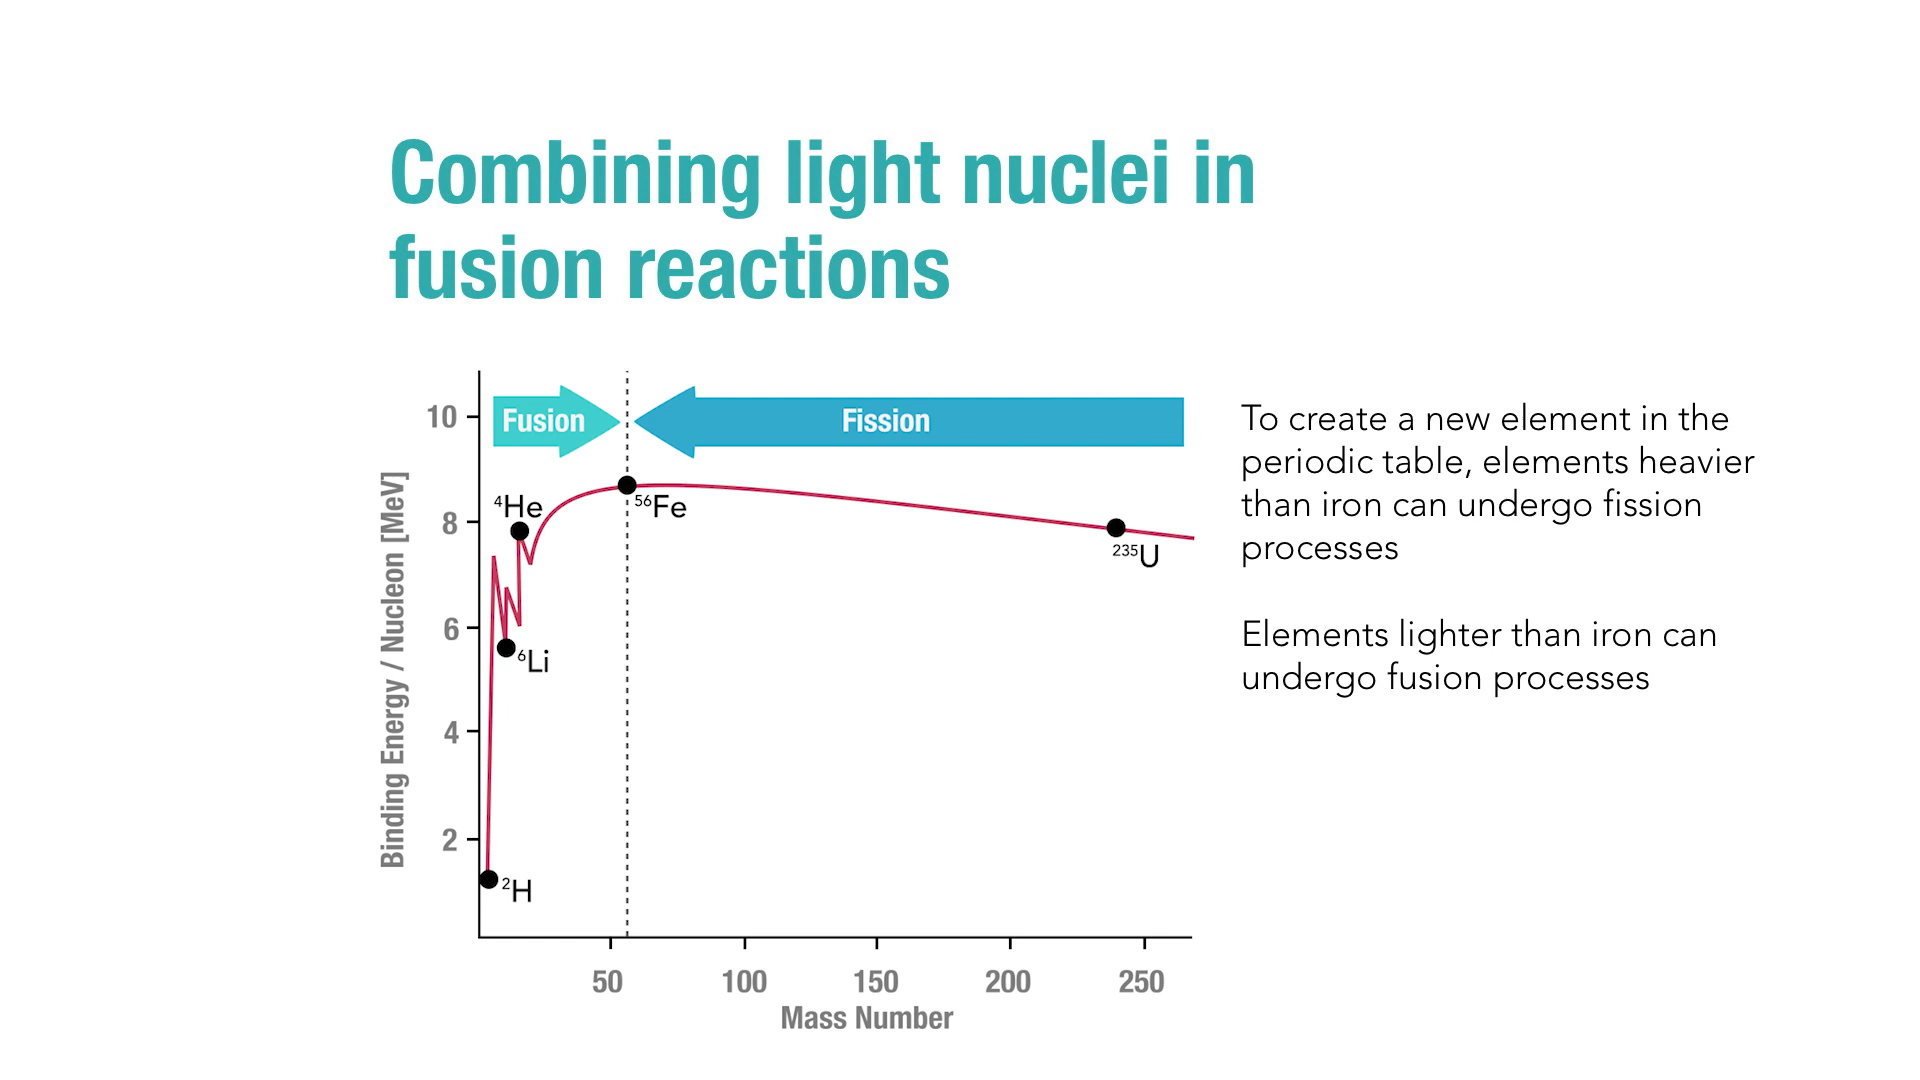 Combining light nuclei in
fusion reactions
Fusion
Fission
10
8
6
4
2
Binding Energy / Nucleon [MeV]
⁴He
⁵⁶Fe
²³⁵U
⁶Li
²H
50
100
150
200
250
Mass Number
To create a new element in the
periodic table, elements heavier
than iron can undergo fission
processes
Elements lighter than iron can
undergo fusion processes